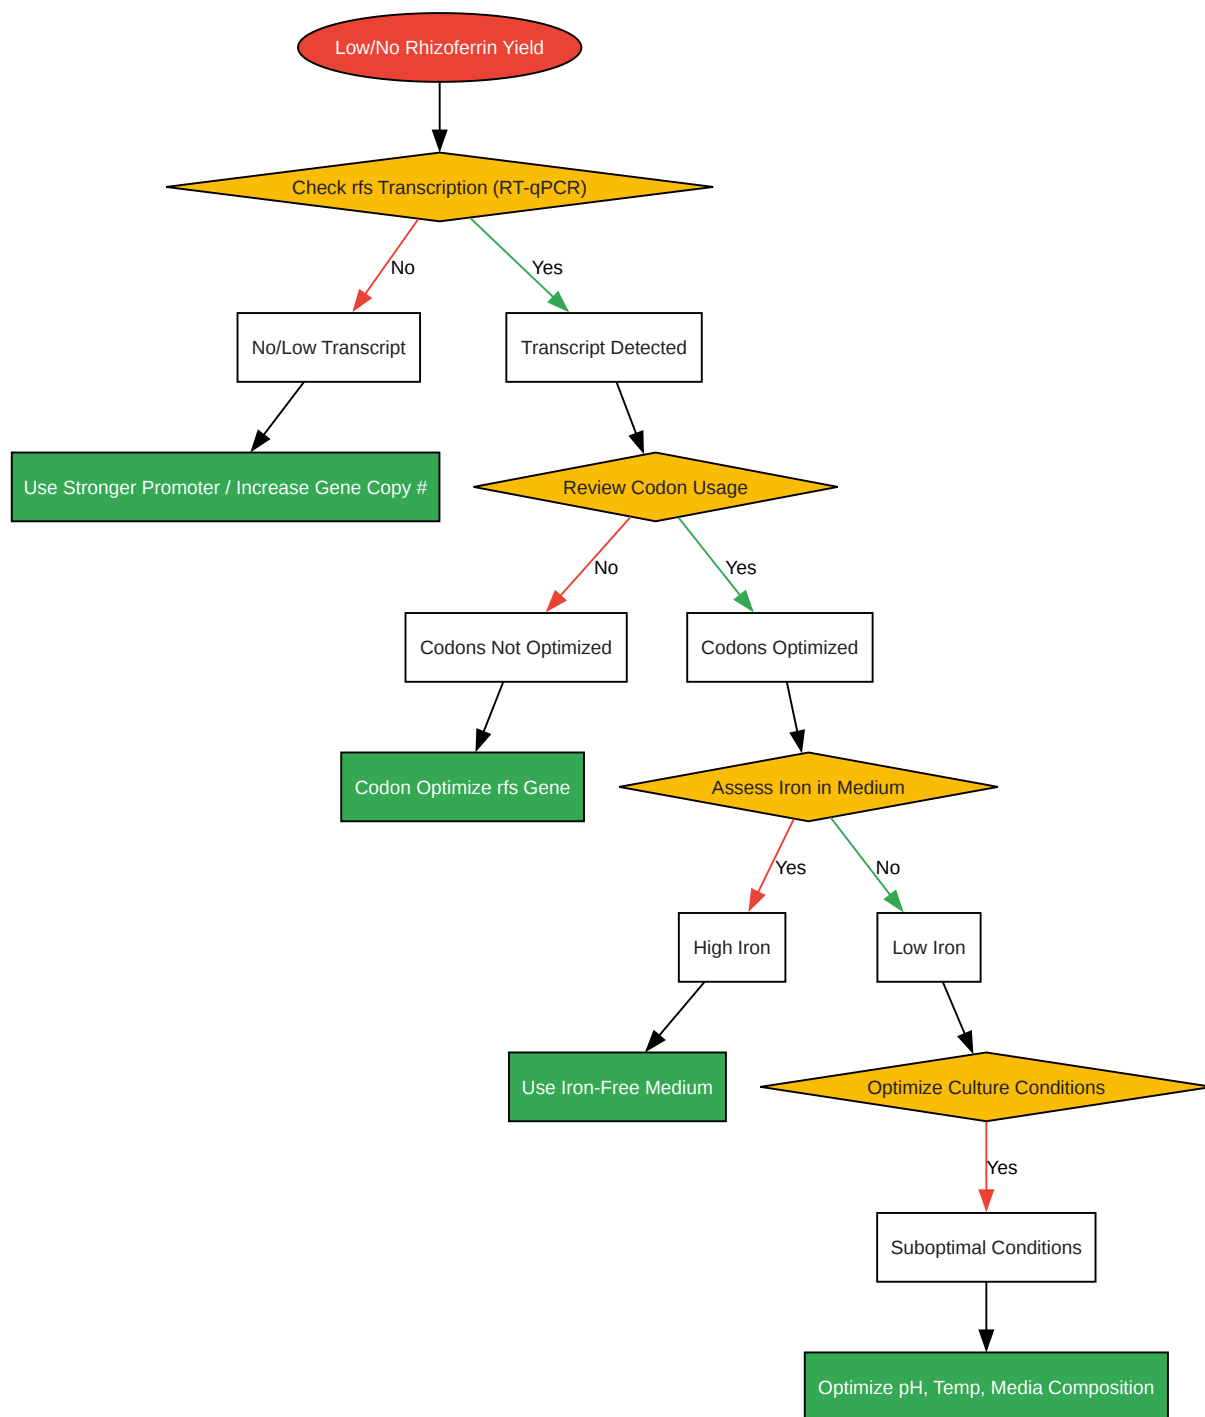 Low/No Rhizoferrin Yield
Check rfs Transcription (RT-qPCR)
No
Yes
No/Low Transcript
Transcript Detected
Use Stronger Promoter / Increase Gene Copy #
Review Codon Usage
No
Yes
Codons Not Optimized
Codons Optimized
Codon Optimize rfs Gene
Assess Iron in Medium
Yes
No
High Iron
Low Iron
Use Iron-Free Medium
Optimize Culture Conditions
Yes
Suboptimal Conditions
Optimize pH, Temp, Media Composition